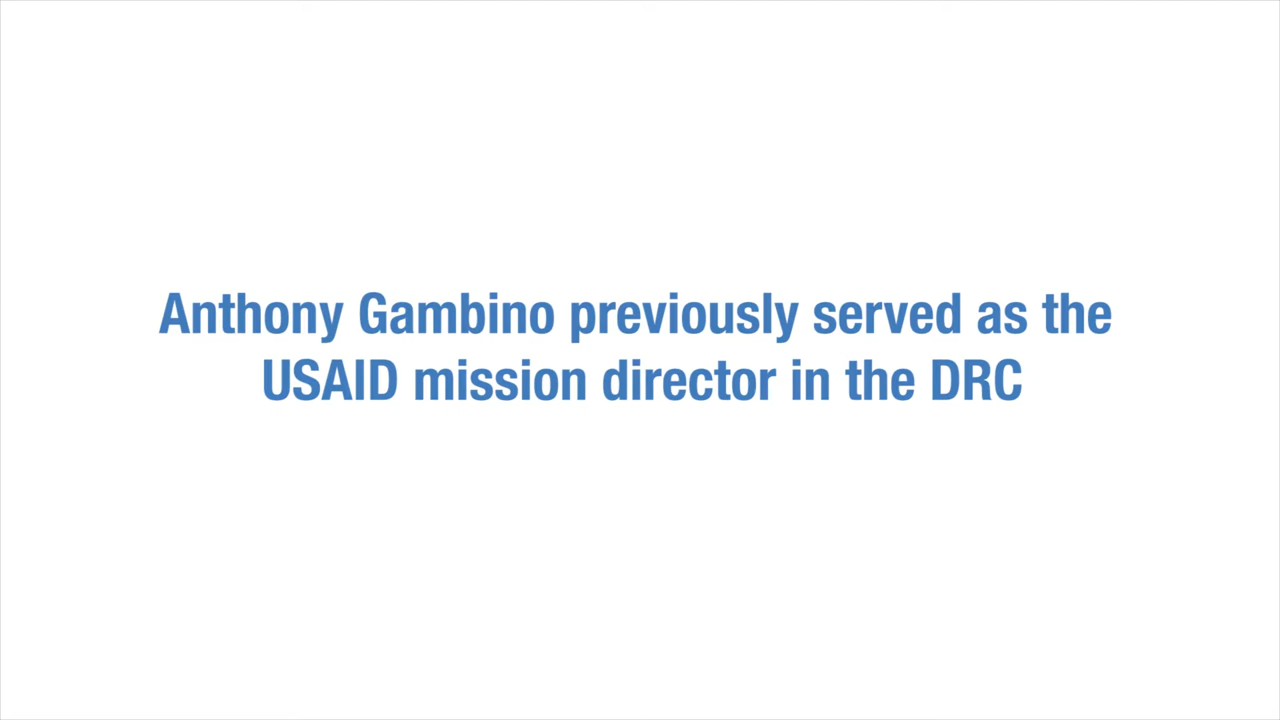 Anthony Gambino previously served as the
USAID mission director in the DRC